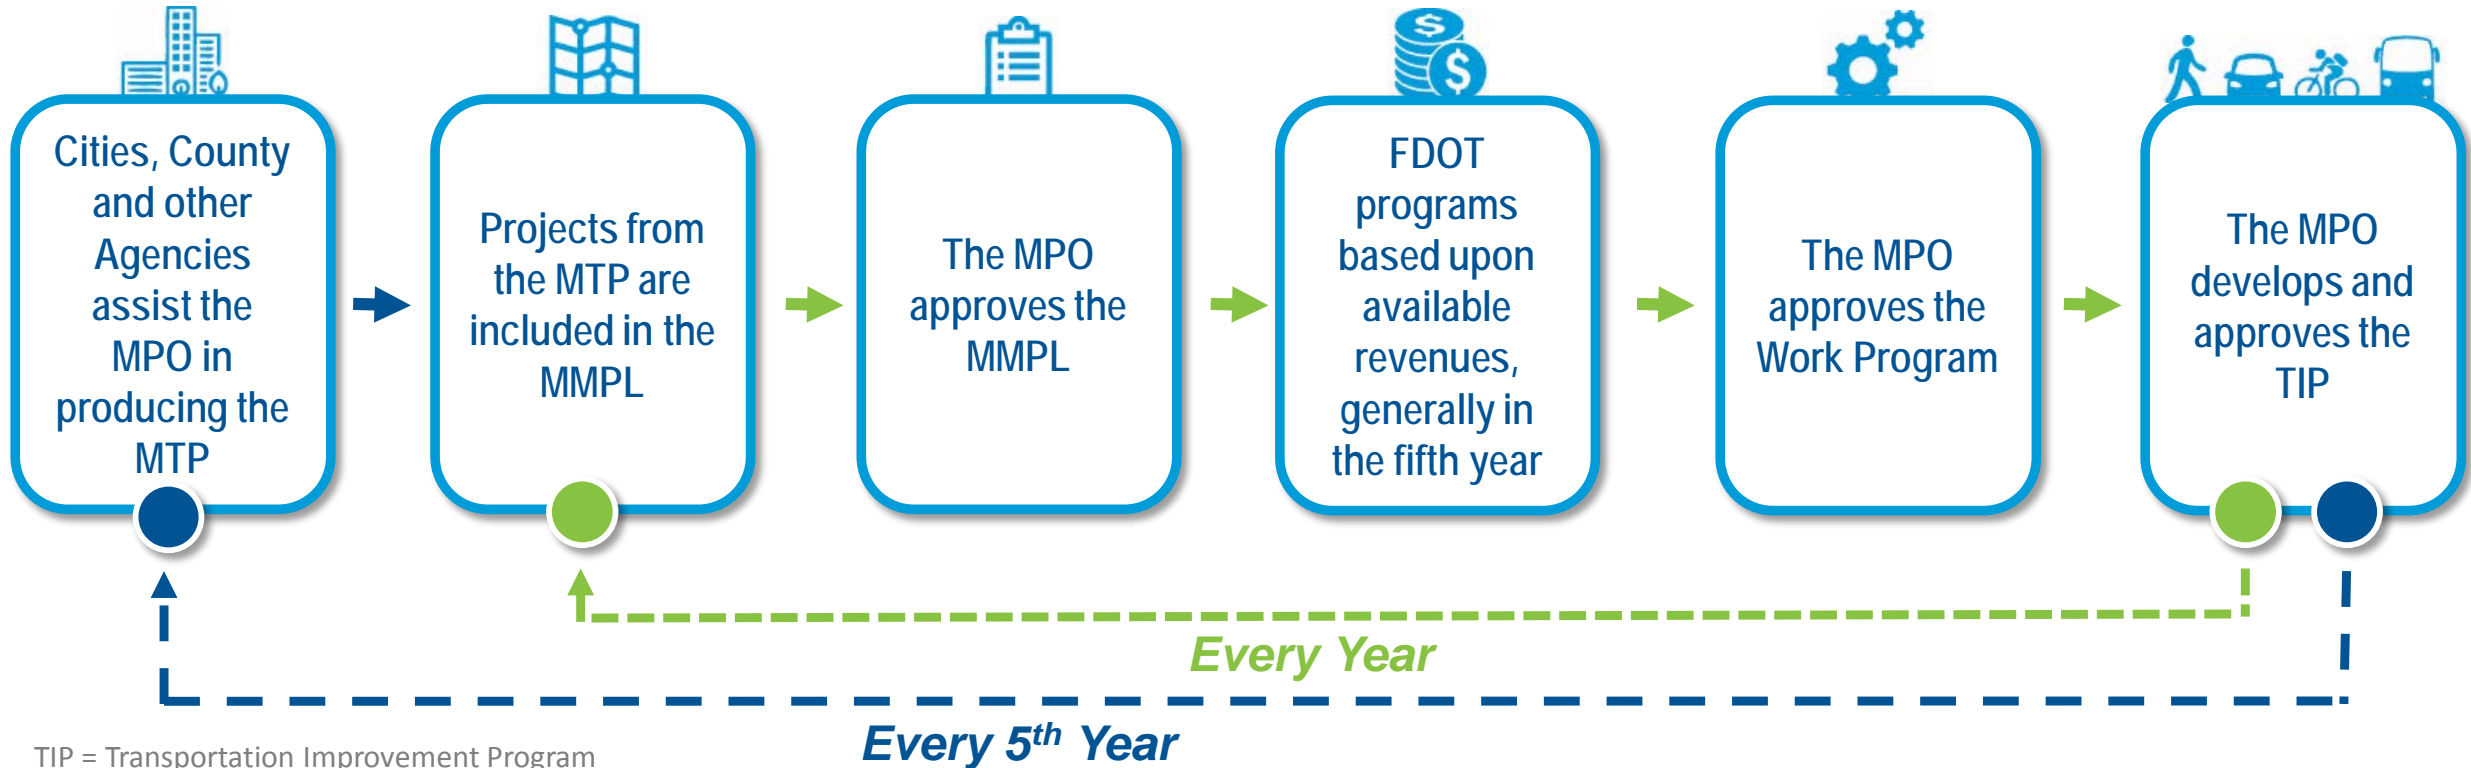 Cities, County
and other
Agencies
assist the
MPO in
producing the
MTP
Projects from
the MTP are
included in the
MMPL
The MPO
approves the
MMPL
FDOT
programs
based upon
available
revenues,
generally in
the fifth year
The MPO
approves the
Work Program
The MPO
develops and
approves the
TIP
Every Year
Every 5th Year
TIP = Transportation Improvement Program